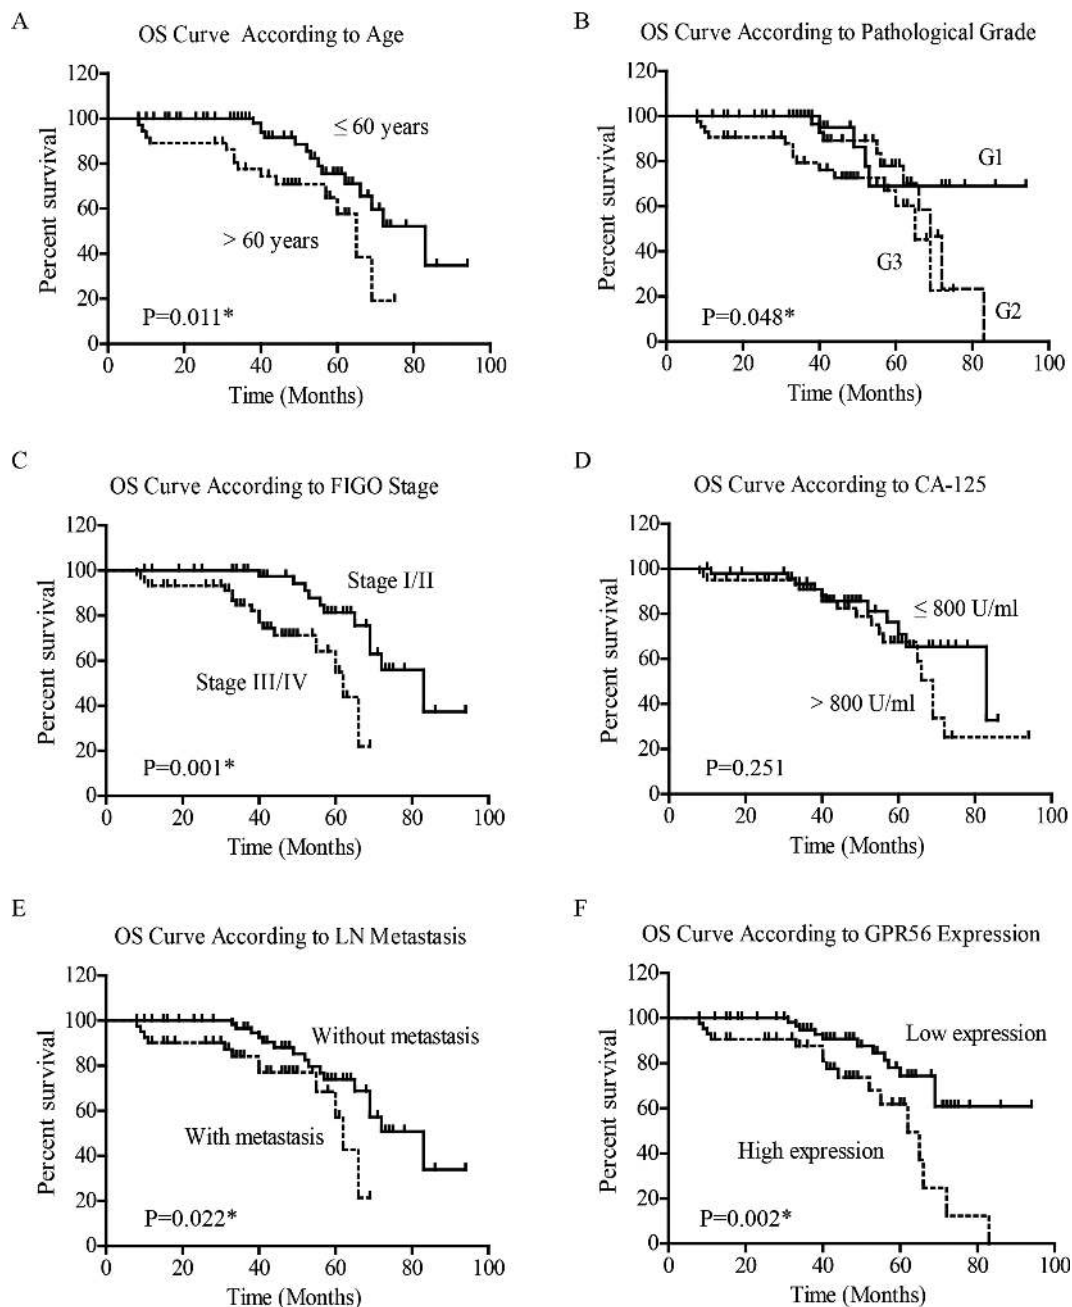 A
OS Curve According to Age
120
100
80
60
40
20
0
Percent survival
≤ 60 years
> 60 years
P=0.011*
0 20 40 60 80 100
Time (Months)
B
OS Curve According to Pathological Grade
120
100
80
60
40
20
0
Percent survival
G1
G3
G2
P=0.048*
0 20 40 60 80 100
Time (Months)
C
OS Curve According to FIGO Stage
120
100
80
60
40
20
0
Percent survival
Stage I/II
Stage III/IV
P=0.001*
0 20 40 60 80 100
Time (Months)
D
OS Curve According to CA-125
120
100
80
60
40
20
0
Percent survival
≤ 800 U/ml
> 800 U/ml
P=0.251
0 20 40 60 80 100
Time (Months)
E
OS Curve According to LN Metastasis
120
100
80
60
40
20
0
Percent survival
Without metastasis
With metastasis
P=0.022*
0 20 40 60 80 100
Time (Months)
F
OS Curve According to GPR56 Expression
120
100
80
60
40
20
0
Percent survival
Low expression
High expression
P=0.002*
0 20 40 60 80 100
Time (Months)